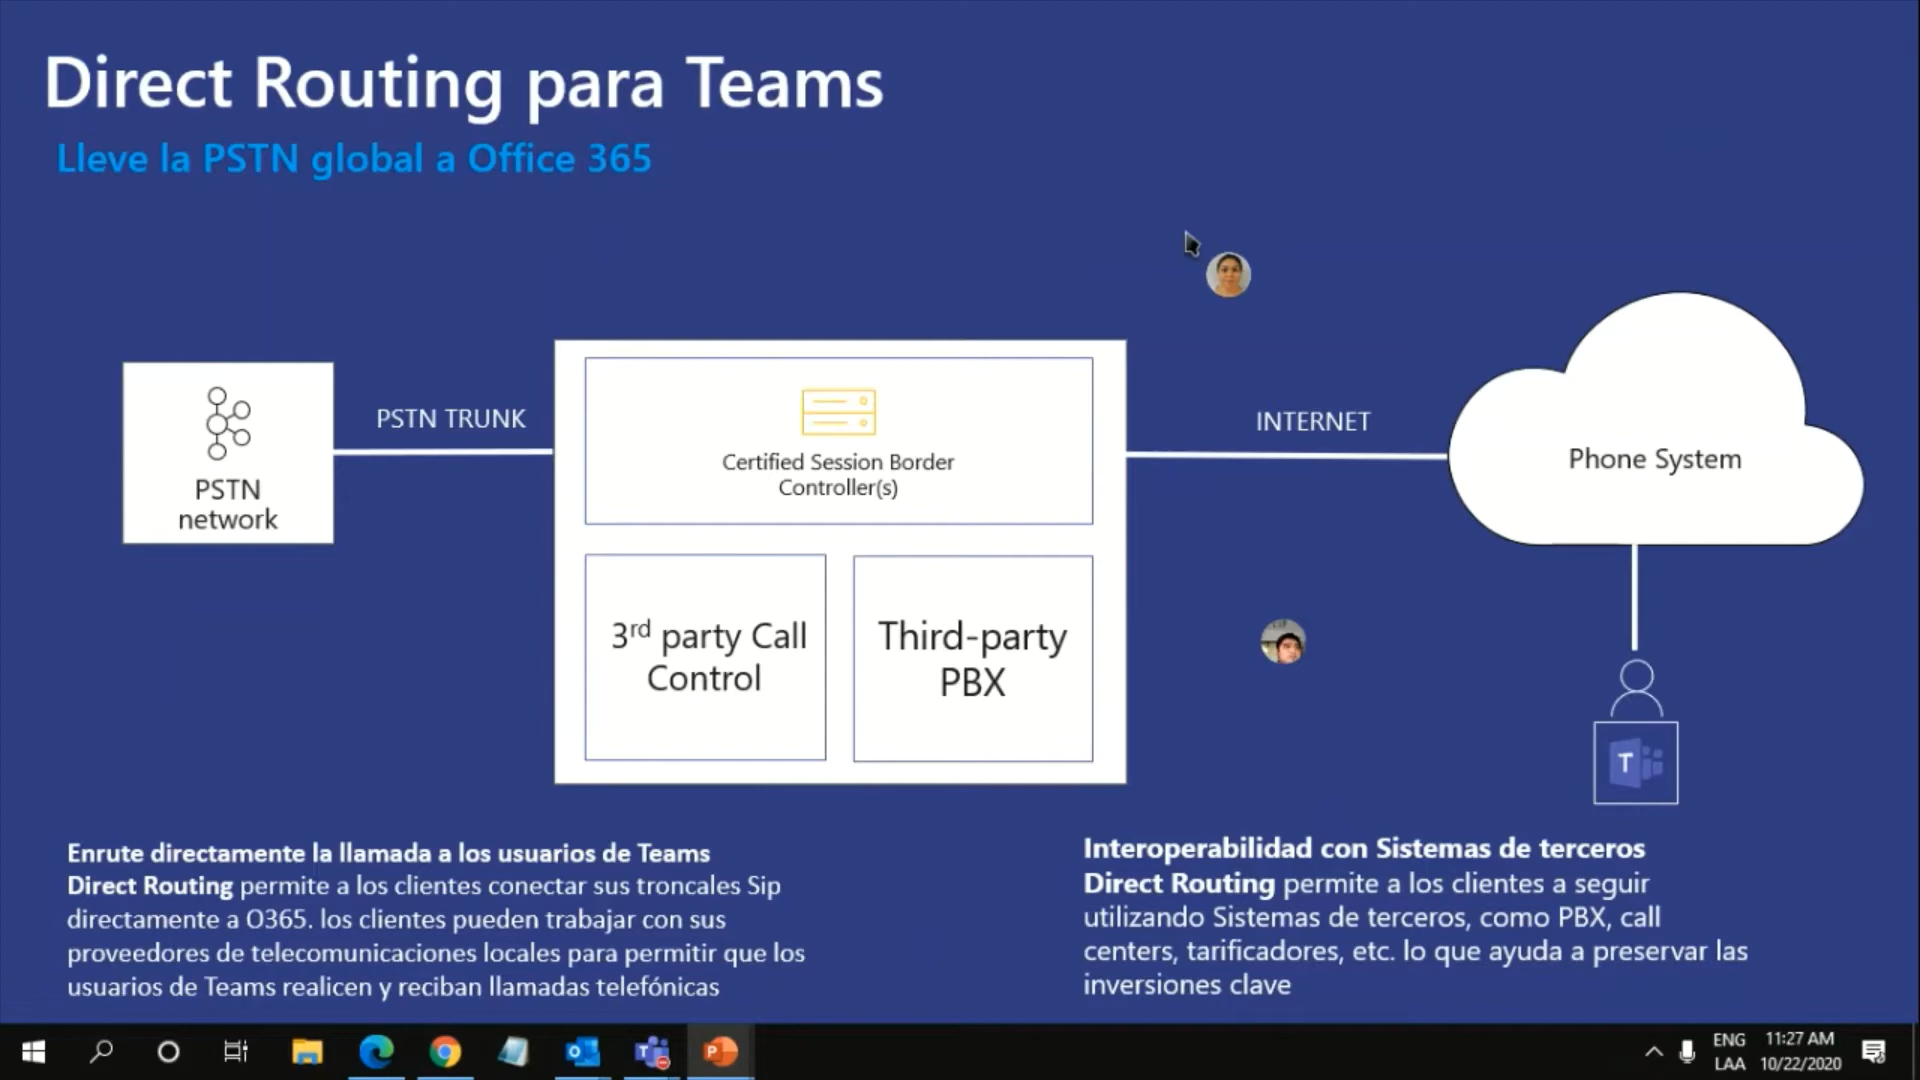 Direct Routing para Teams
Lleve la PSTN global a Office 365
PSTN
network
PSTN TRUNK
Certified Session Border
Controller(s)
3rd party Call
Control
Third-party
PBX
INTERNET
Phone System
T
Enrute directamente la llamada a los usuarios de Teams
Direct Routing permite a los clientes conectar sus troncales Sip
directamente a O365. los clientes pueden trabajar con sus
proveedores de telecomunicaciones locales para permitir que los
usuarios de Teams realicen y reciban llamadas telefónicas
Interoperabilidad con Sistemas de terceros
Direct Routing permite a los clientes a seguir
utilizando Sistemas de terceros, como PBX, call
centers, tarificadores, etc. lo que ayuda a preservar las
inversiones clave
ENG
LAA
11:27 AM
10/22/2020